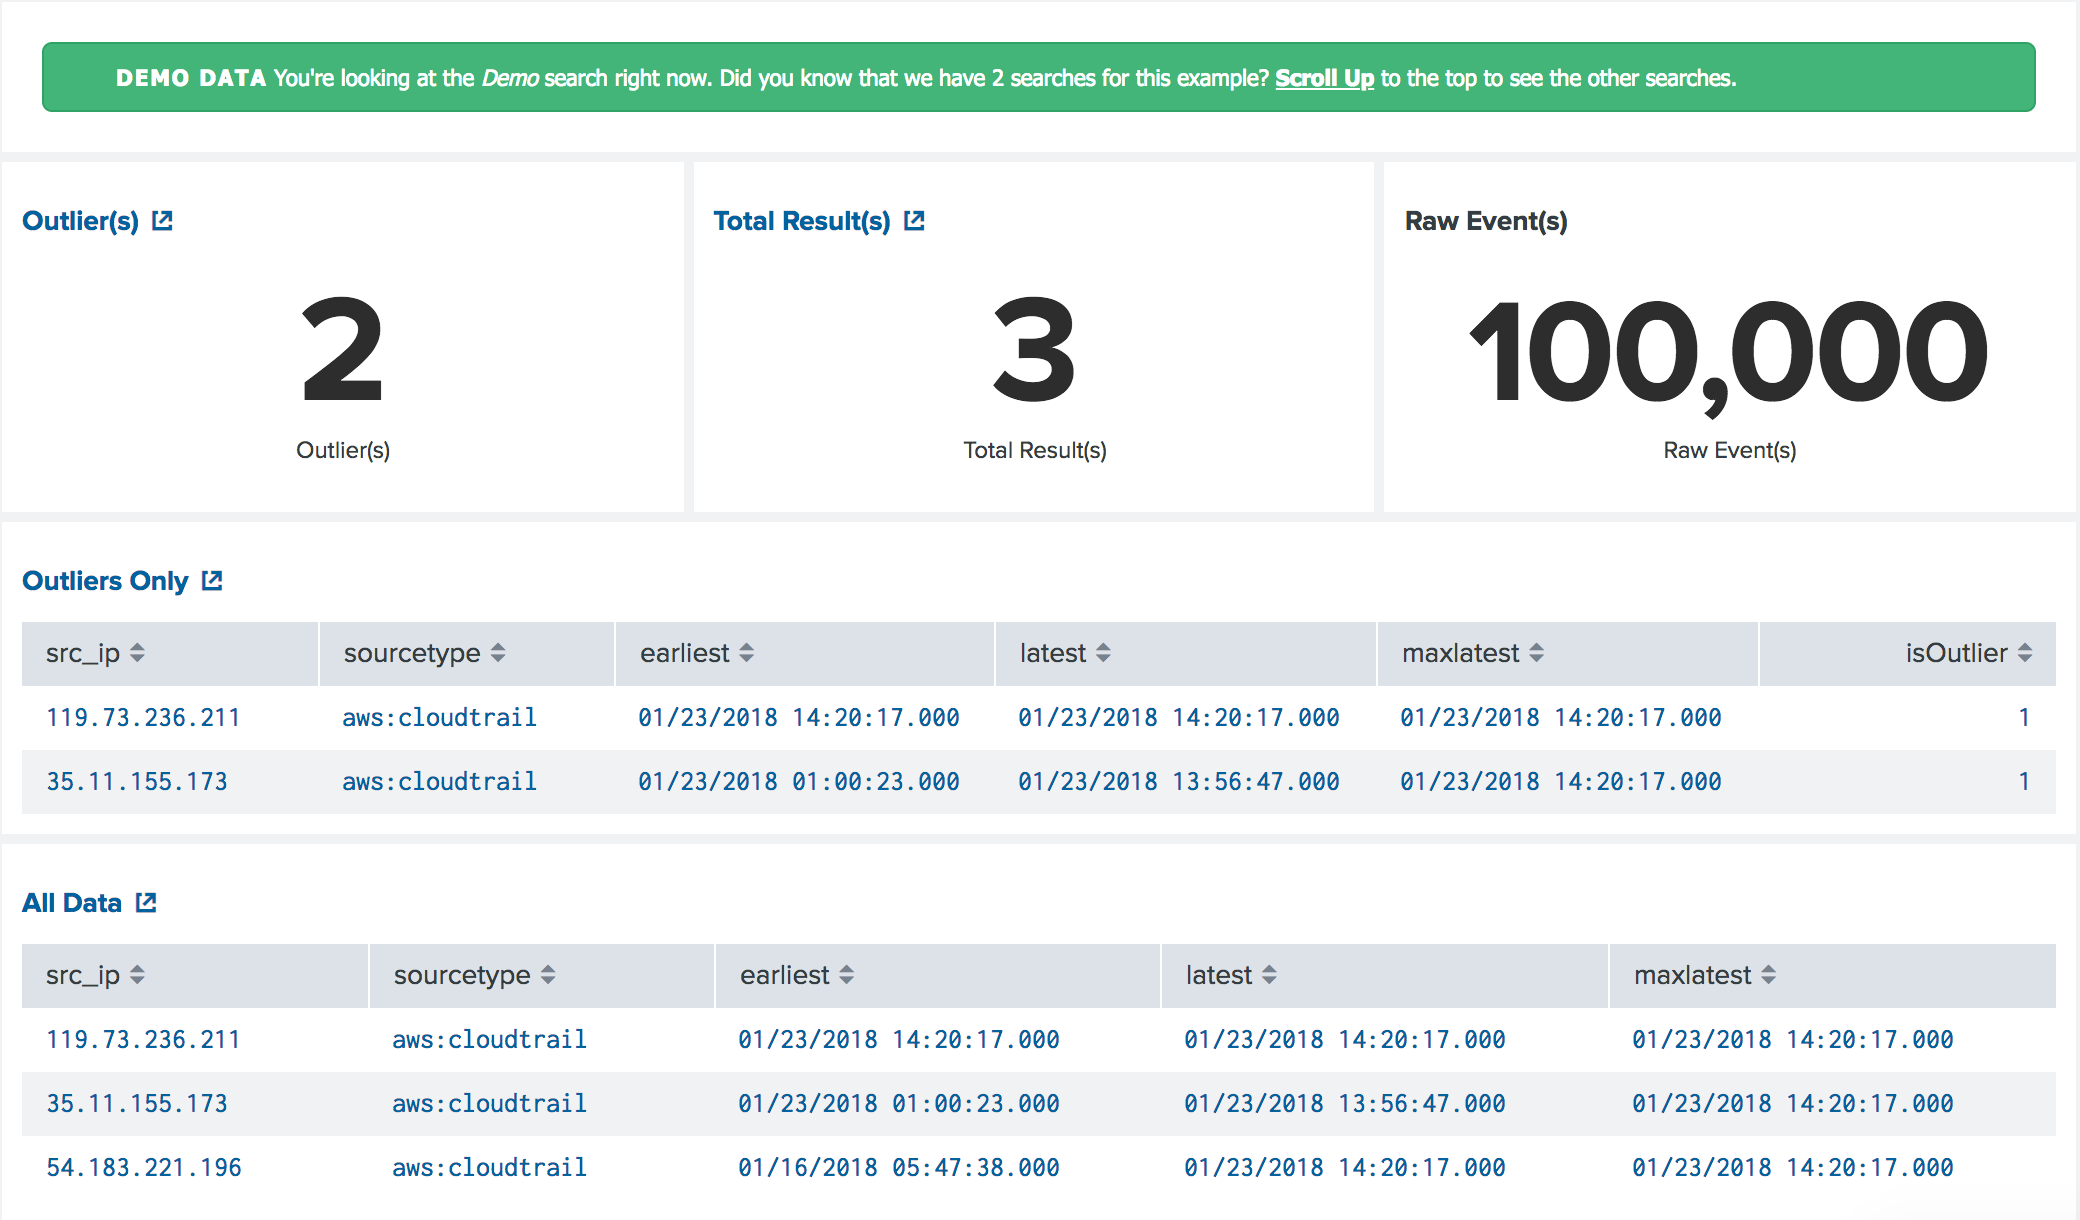 DEMO DATA You're looking at the Demo search right now. Did you know that we have 2 searches for this example? Scroll Up to the top to see the other searches.
Outlier(s) Total Result(s) Raw Event(s)
2 3 100,000
Outlier(s) Total Result(s) Raw Event(s)
Outliers Only
src_ip sourcetype earliest latest maxlatest isOutlier
119.73.236.211 aws:cloudtrail 01/23/2018 14:20:17.000 01/23/2018 14:20:17.000 01/23/2018 14:20:17.000 1
35.11.155.173 aws:cloudtrail 01/23/2018 01:00:23.000 01/23/2018 13:56:47.000 01/23/2018 14:20:17.000 1
All Data
src_ip sourcetype earliest latest maxlatest
119.73.236.211 aws:cloudtrail 01/23/2018 14:20:17.000 01/23/2018 14:20:17.000 01/23/2018 14:20:17.000
35.11.155.173 aws:cloudtrail 01/23/2018 01:00:23.000 01/23/2018 13:56:47.000 01/23/2018 14:20:17.000
54.183.221.196 aws:cloudtrail 01/16/2018 05:47:38.000 01/23/2018 14:20:17.000 01/23/2018 14:20:17.000